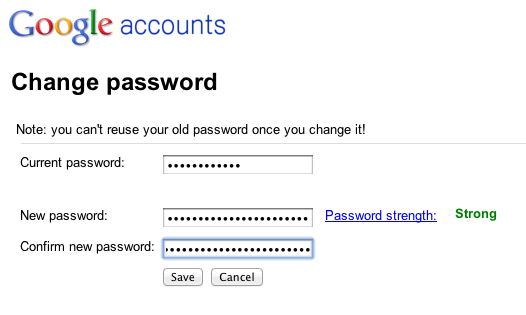 Google accounts
Change password
Note: you can't reuse your old password once you change it!
Current password: ••••••••••••
New password: •••••••••••••••••••••••• Password strength: Strong
Confirm new password: •••••••••••••••••••••••••
Save Cancel